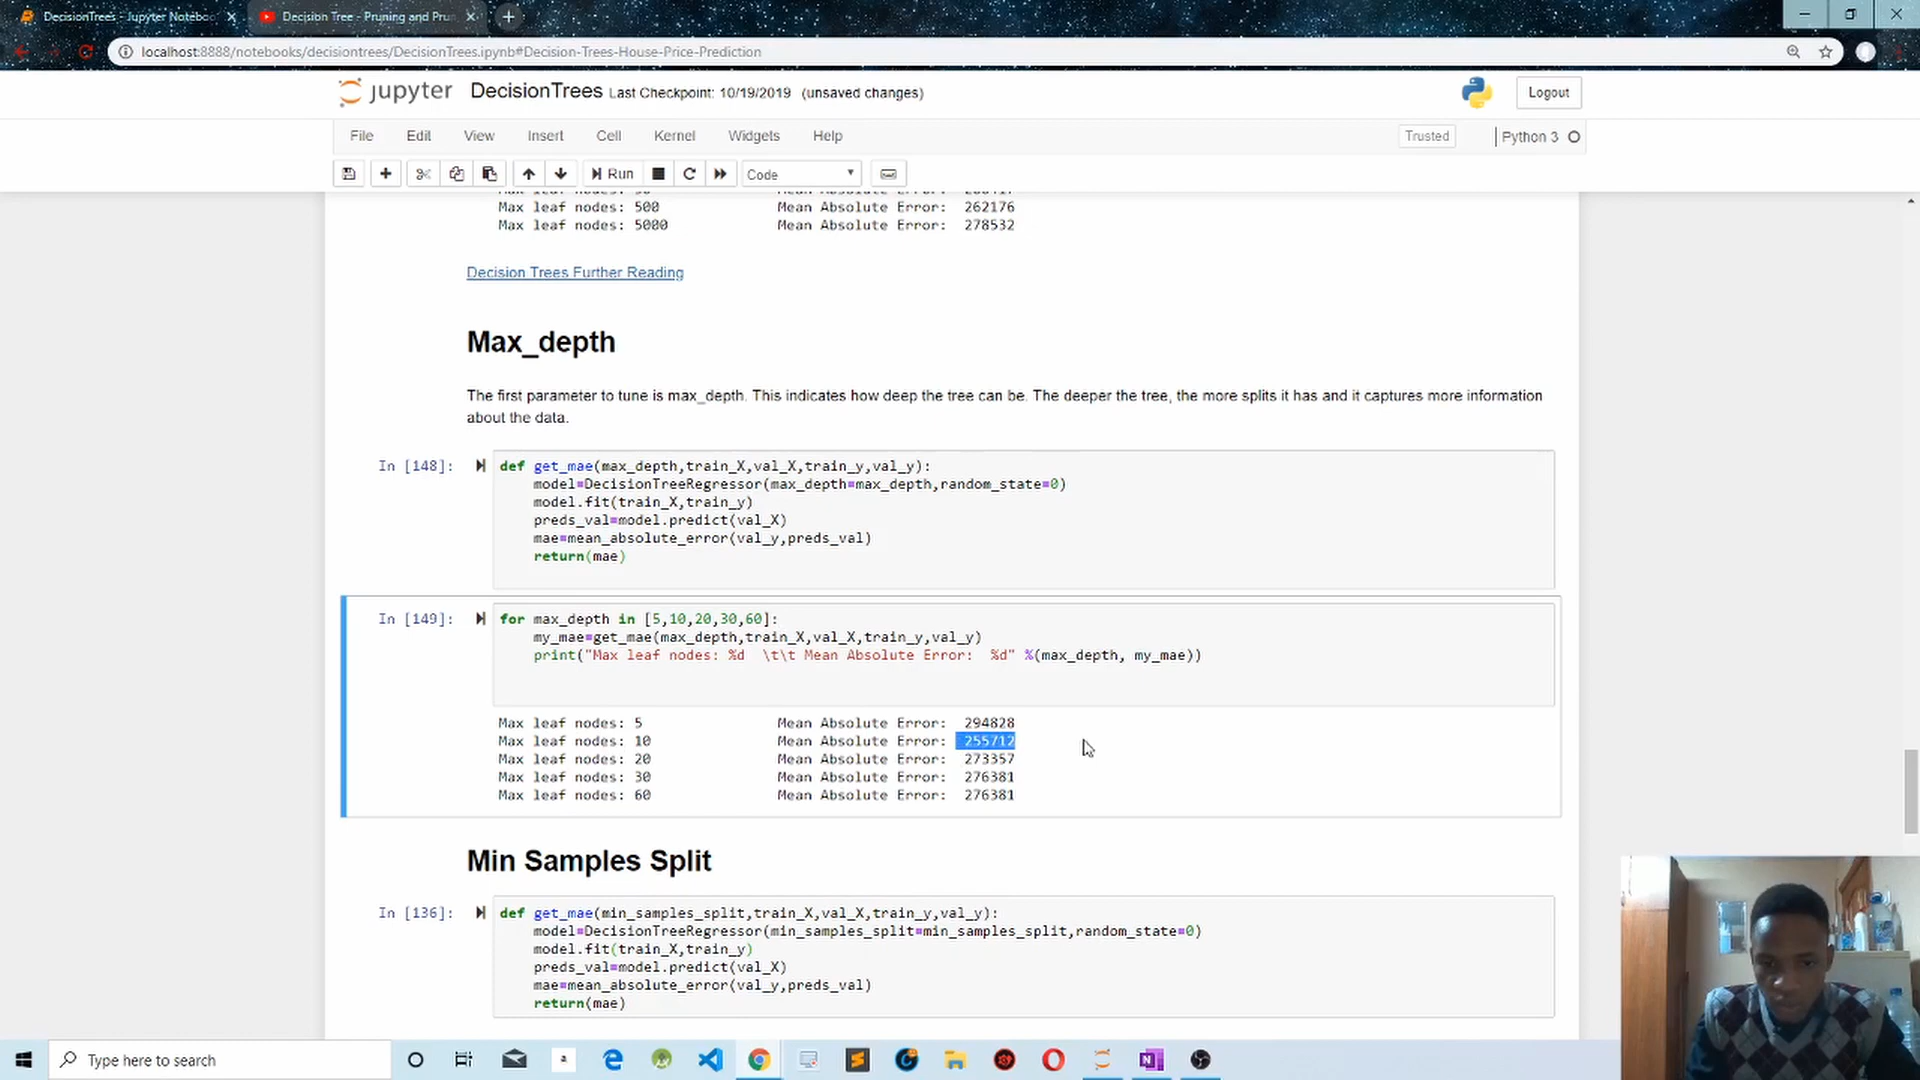 DecisionTrees - Jupyter Notebo
Decision Tree - Pruning and Prun
localhost:8888/notebooks/decisiontrees/DecisionTrees.ipynb#Decision-Trees-House-Price-Prediction
jupyter DecisionTrees Last Checkpoint: 10/19/2019 (unsaved changes) Logout
File Edit View Insert Cell Kernel Widgets Help Trusted Python 3
Run Code
Max leaf nodes: 500 Mean Absolute Error: 262176
Max leaf nodes: 5000 Mean Absolute Error: 278532
Decision Trees Further Reading
Max_depth
The first parameter to tune is max_depth. This indicates how deep the tree can be. The deeper the tree, the more splits it has and it captures more information
about the data.
In [148]: def get_mae(max_depth,train_X,val_X,train_y,val_y):
model=DecisionTreeRegressor(max_depth=max_depth,random_state=0)
model.fit(train_X,train_y)
preds_val=model.predict(val_X)
mae=mean_absolute_error(val_y,preds_val)
return(mae)
In [149]: for max_depth in [5,10,20,30,60]:
my_mae=get_mae(max_depth,train_X,val_X,train_y,val_y)
print("Max leaf nodes: %d  \t\t Mean Absolute Error:  %d" %(max_depth, my_mae))
Max leaf nodes: 5 Mean Absolute Error: 294828
Max leaf nodes: 10 Mean Absolute Error: 255712
Max leaf nodes: 20 Mean Absolute Error: 273357
Max leaf nodes: 30 Mean Absolute Error: 276381
Max leaf nodes: 60 Mean Absolute Error: 276381
Min Samples Split
In [136]: def get_mae(min_samples_split,train_X,val_X,train_y,val_y):
model=DecisionTreeRegressor(min_samples_split=min_samples_split,random_state=0)
model.fit(train_X,train_y)
preds_val=model.predict(val_X)
mae=mean_absolute_error(val_y,preds_val)
return(mae)
Type here to search